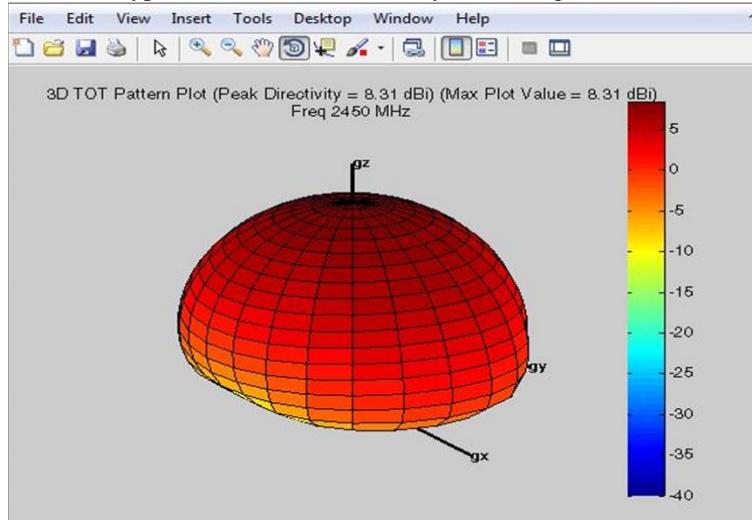 File Edit View Insert Tools Desktop Window Help
3D TOT Pattern Plot (Peak Directivity = 8.31 dBi) (Max Plot Value = 8.31 dBi)
Freq 2450 MHz
gz
gy
gx
5
0
-5
-10
-15
-20
-25
-30
-35
-40